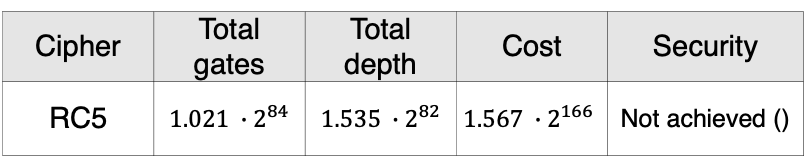 Cipher Total gates Total depth Cost Security
RC5 1.021 · 2^84 1.535 · 2^82 1.567 · 2^166 Not achieved ()